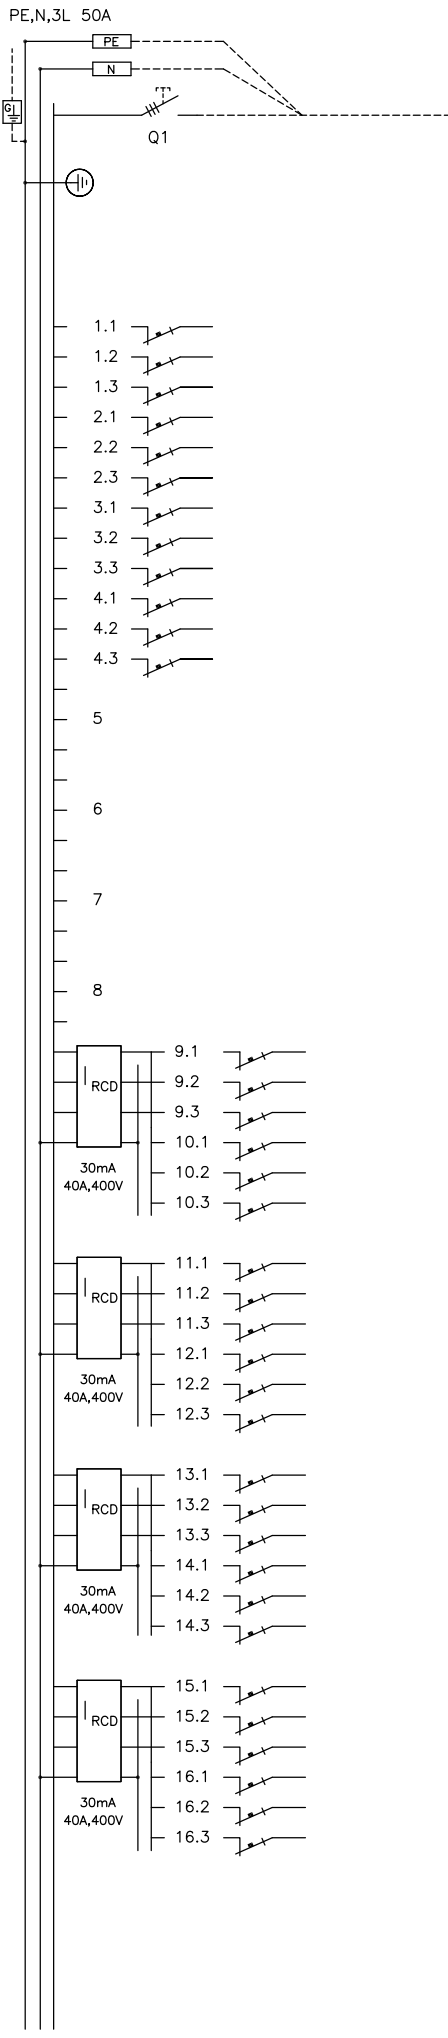 PE,N,3L 50A
PE
N
G
Q1
1.1
1.2
1.3
2.1
2.2
2.3
3.1
3.2
3.3
4.1
4.2
4.3
5
6
7
8
9.1
I RCD
9.2
9.3
10.1
30mA
10.2
40A,400V
10.3
11.1
I RCD
11.2
11.3
12.1
30mA
12.2
40A,400V
12.3
13.1
I RCD
13.2
13.3
14.1
30mA
14.2
40A,400V
14.3
15.1
I RCD
15.2
15.3
16.1
30mA
16.2
40A,400V
16.3